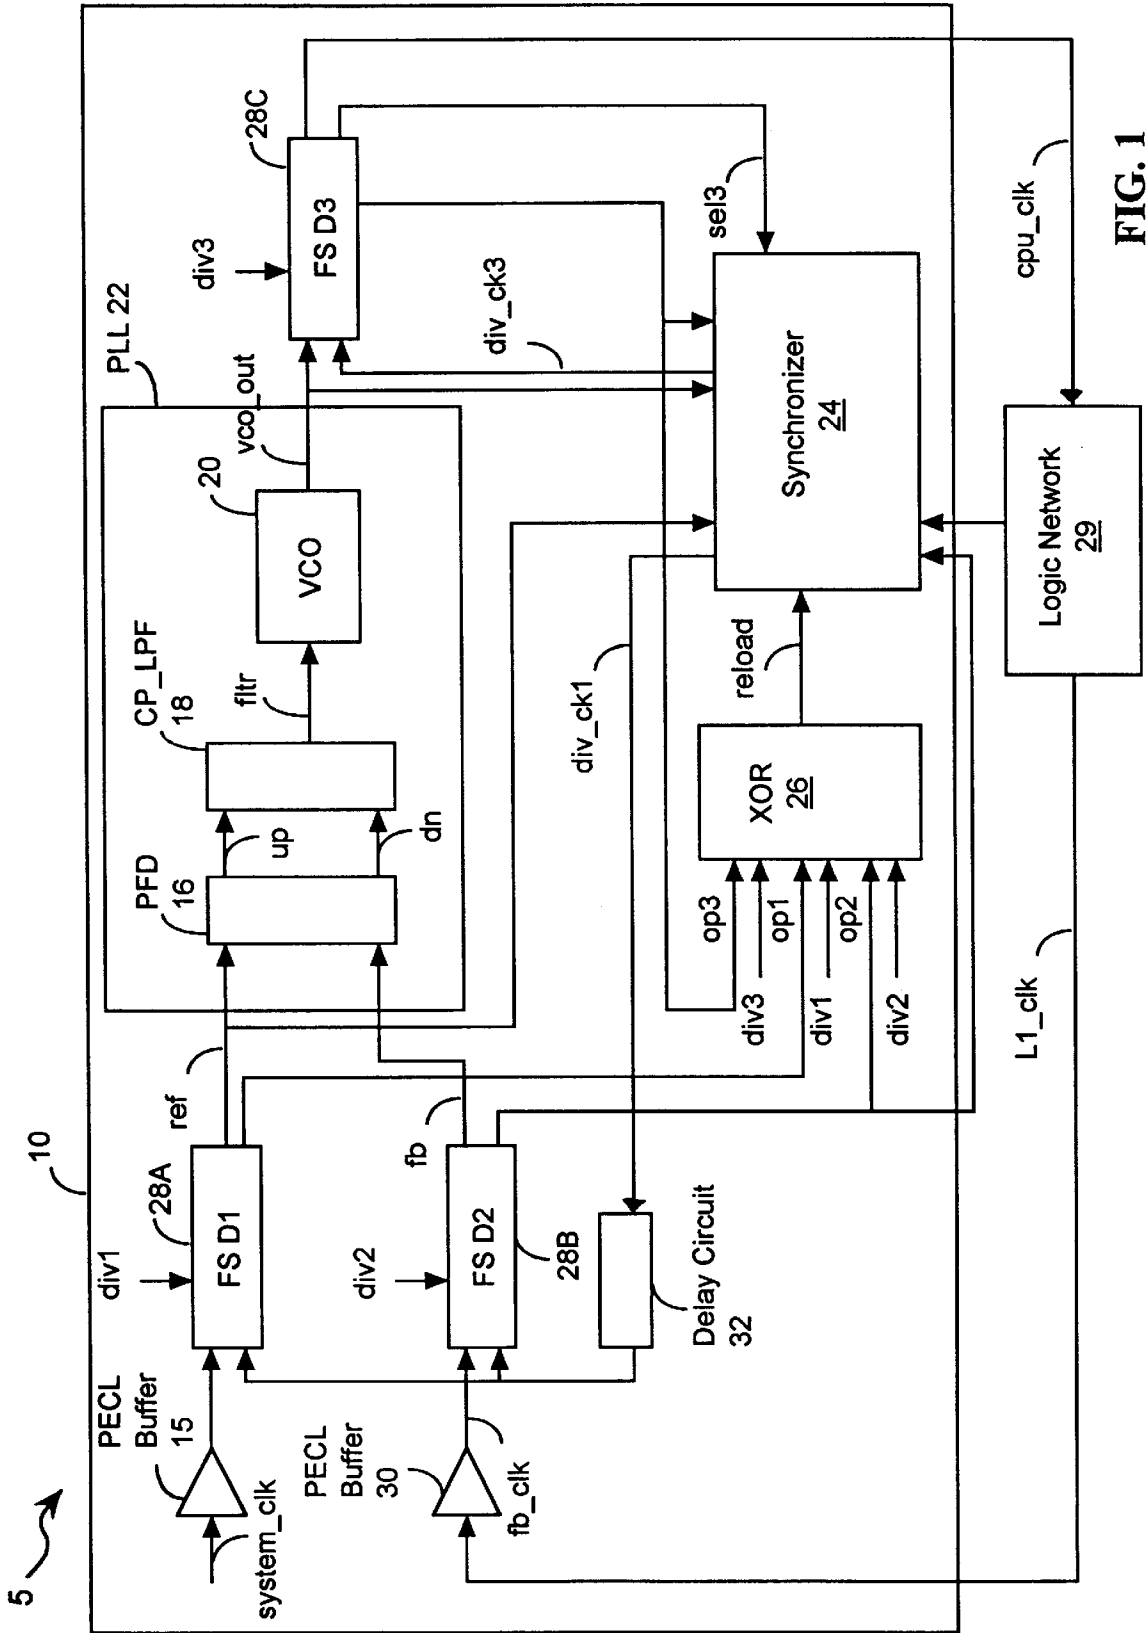 5
10
PECL
Buffer
15
system_clk
div1
28A
FS D1
ref
PLL 22
PFD
16
up
dn
CP_LPF
18
fltr
20
VCO
vco_out
div3
28C
FS D3
PECL
Buffer
30
fb_clk
div2
FS D2
28B
fb
Delay Circuit
32
div_ck1
div_ck3
sel3
op3
div3
op1
div1
op2
div2
XOR
26
reload
Synchronizer
24
L1_clk
Logic Network
29
cpu_clk
FIG. 1